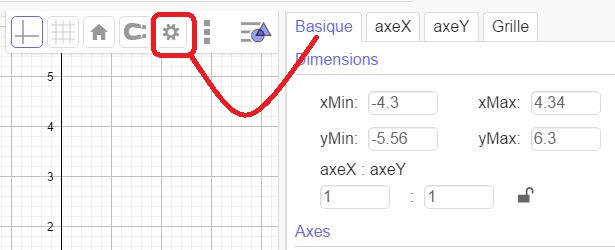 Basique axeX axeY Grille
Dimensions
xMin: -4.3 xMax: 4.34
yMin: -5.56 yMax: 6.3
axeX : axeY
1 : 1
Axes
5
4
3
2